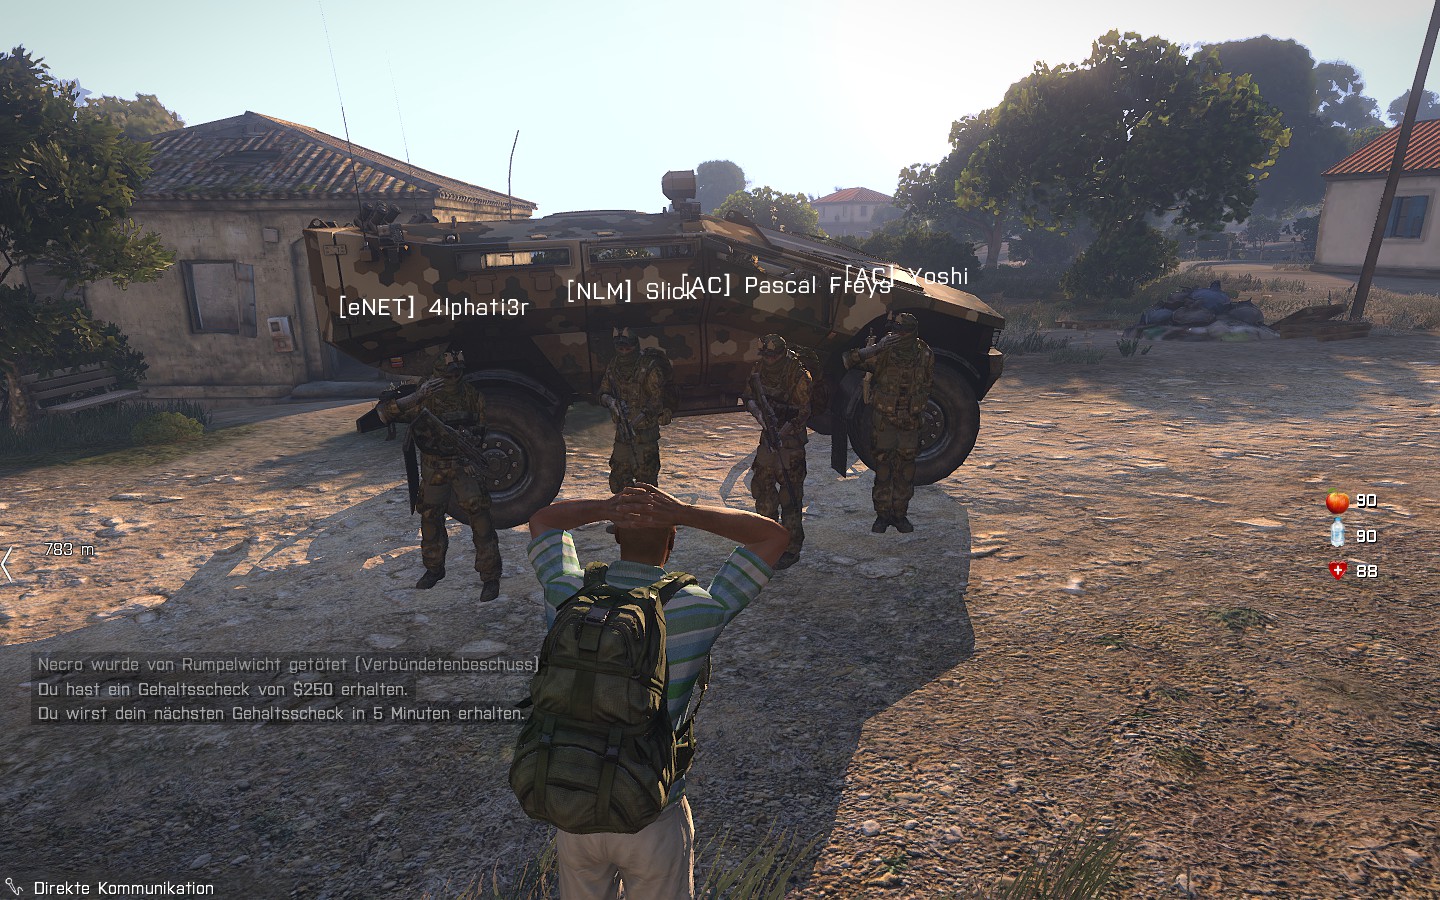 [AC] Yoshi
[NLM] Slick
[AC] Pascal Freya
[eNET] 4lphati3r
90
90
88
783 m
Necro wurde von Rumpelwicht getötet (Verbündetenbeschuss)
Du hast ein Gehaltsscheck von $250 erhalten.
Du wirst dein nächsten Gehaltsscheck in 5 Minuten erhalten.
Direkte Kommunikation